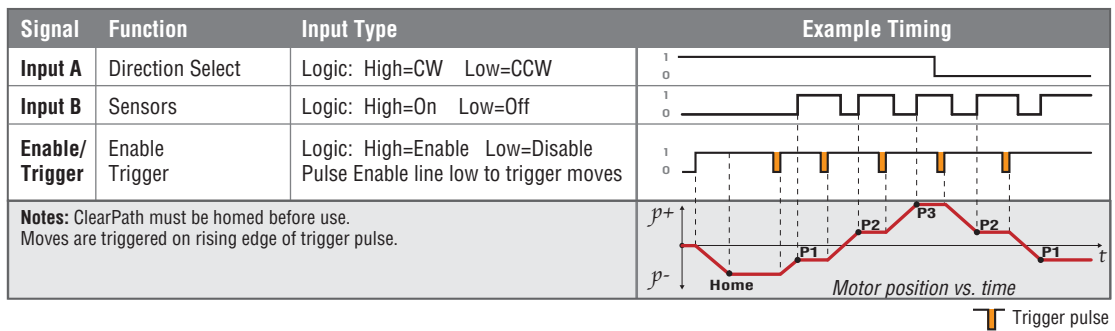 Signal Function Input Type Example Timing
Input A Direction Select Logic: High=CW Low=CCW
1
0
Input B Sensors Logic: High=On Low=Off
1
0
Enable/ Enable Logic: High=Enable Low=Disable
Trigger Trigger Pulse Enable line low to trigger moves
1
0
Notes: ClearPath must be homed before use.
Moves are triggered on rising edge of trigger pulse.
p+
p-
Home
P1
P2
P3
P2
P1
t
Motor position vs. time
Trigger pulse